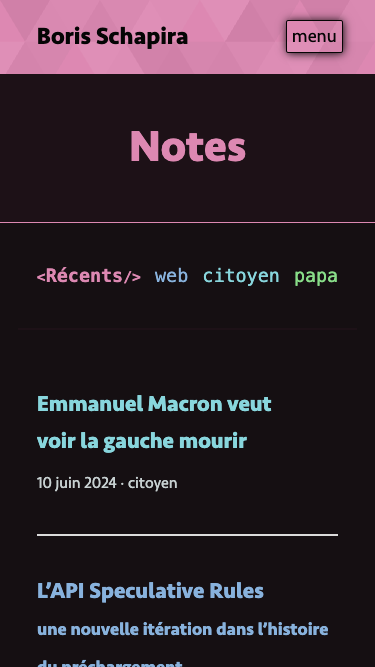 Boris Schapira
menu
Notes
<Récents/> web citoyen papa
Emmanuel Macron veut
voir la gauche mourir
10 juin 2024 · citoyen
L’API Speculative Rules
une nouvelle itération dans l’histoire
du préchargement